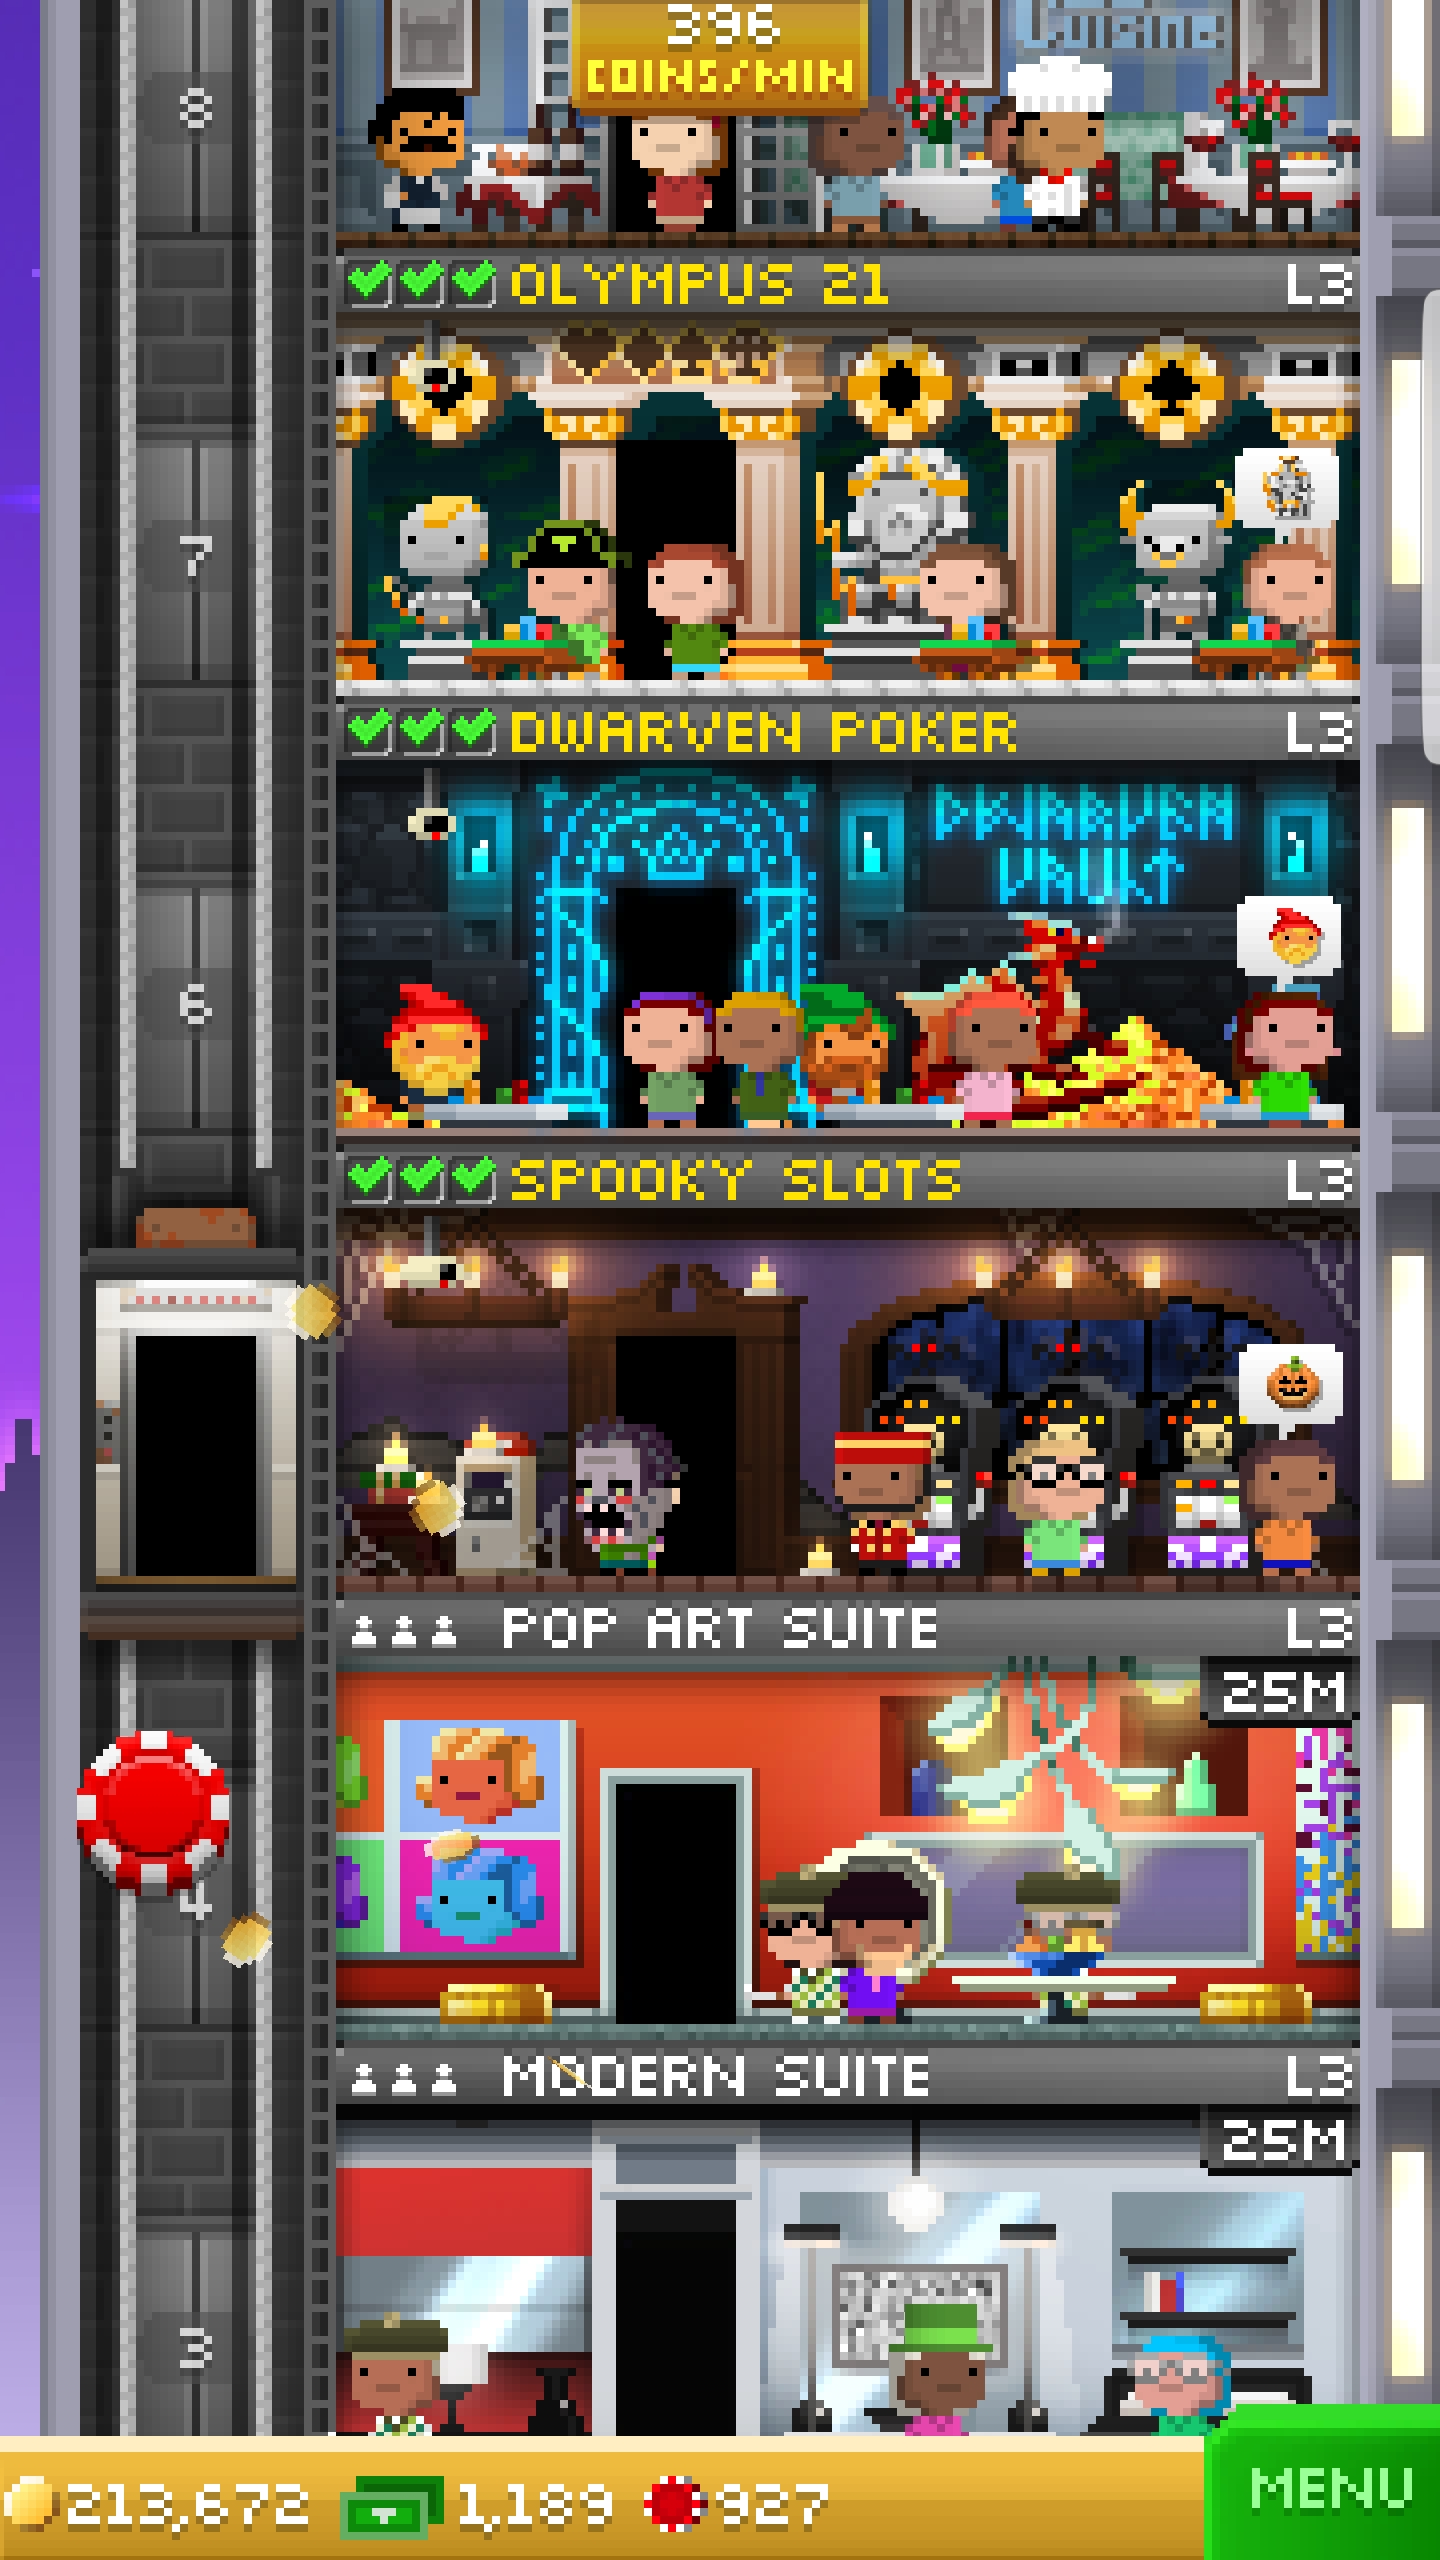 Cuisine
396
COINS/MIN
8
OLYMPUS 21
L3
7
DWARVEN POKER
L3
DWARVEN
VAULT
6
SPOOKY SLOTS
L3
POP ART SUITE
L3
25M
4
MODERN SUITE
L3
25M
3
213,672
1,189
927
MENU